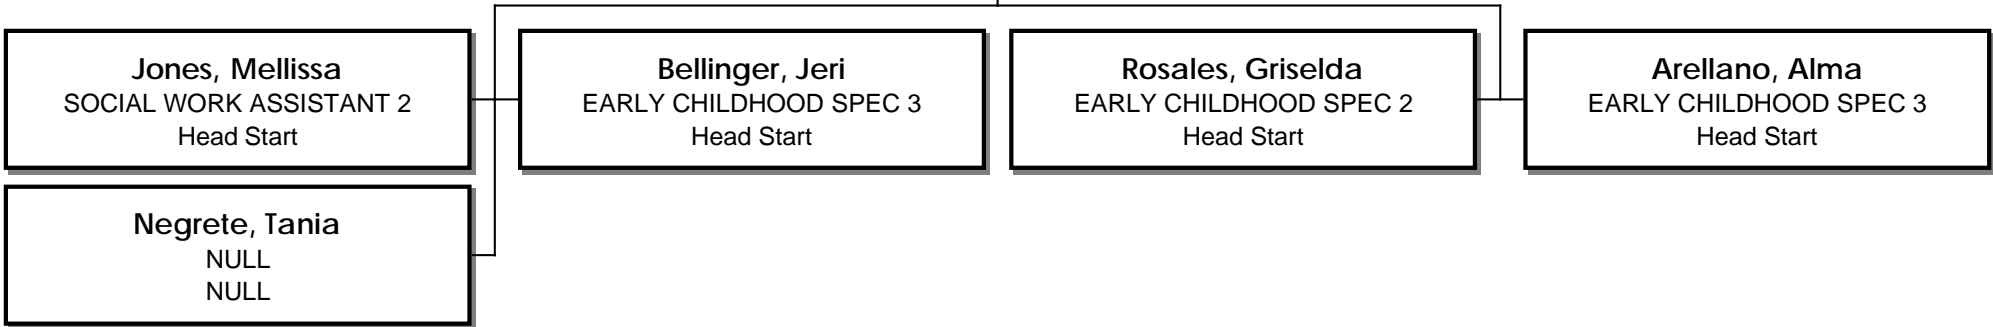 Jones, Mellissa
SOCIAL WORK ASSISTANT 2
Head Start
Bellinger, Jeri
EARLY CHILDHOOD SPEC 3
Head Start
Rosales, Griselda
EARLY CHILDHOOD SPEC 2
Head Start
Arellano, Alma
EARLY CHILDHOOD SPEC 3
Head Start
Negrete, Tania
NULL
NULL